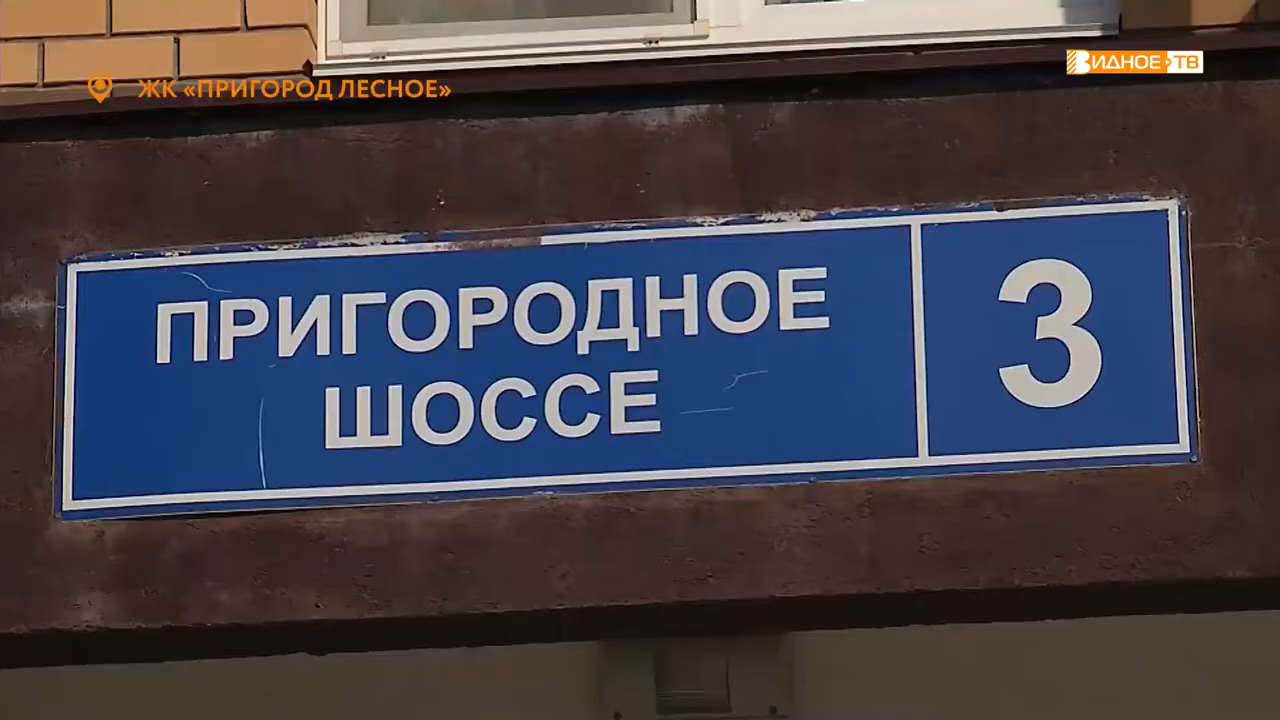 ВИДНОЕ ТВ
ЖК «ПРИГОРОД ЛЕСНОЕ»
ПРИГОРОДНОЕ
ШОССЕ
3